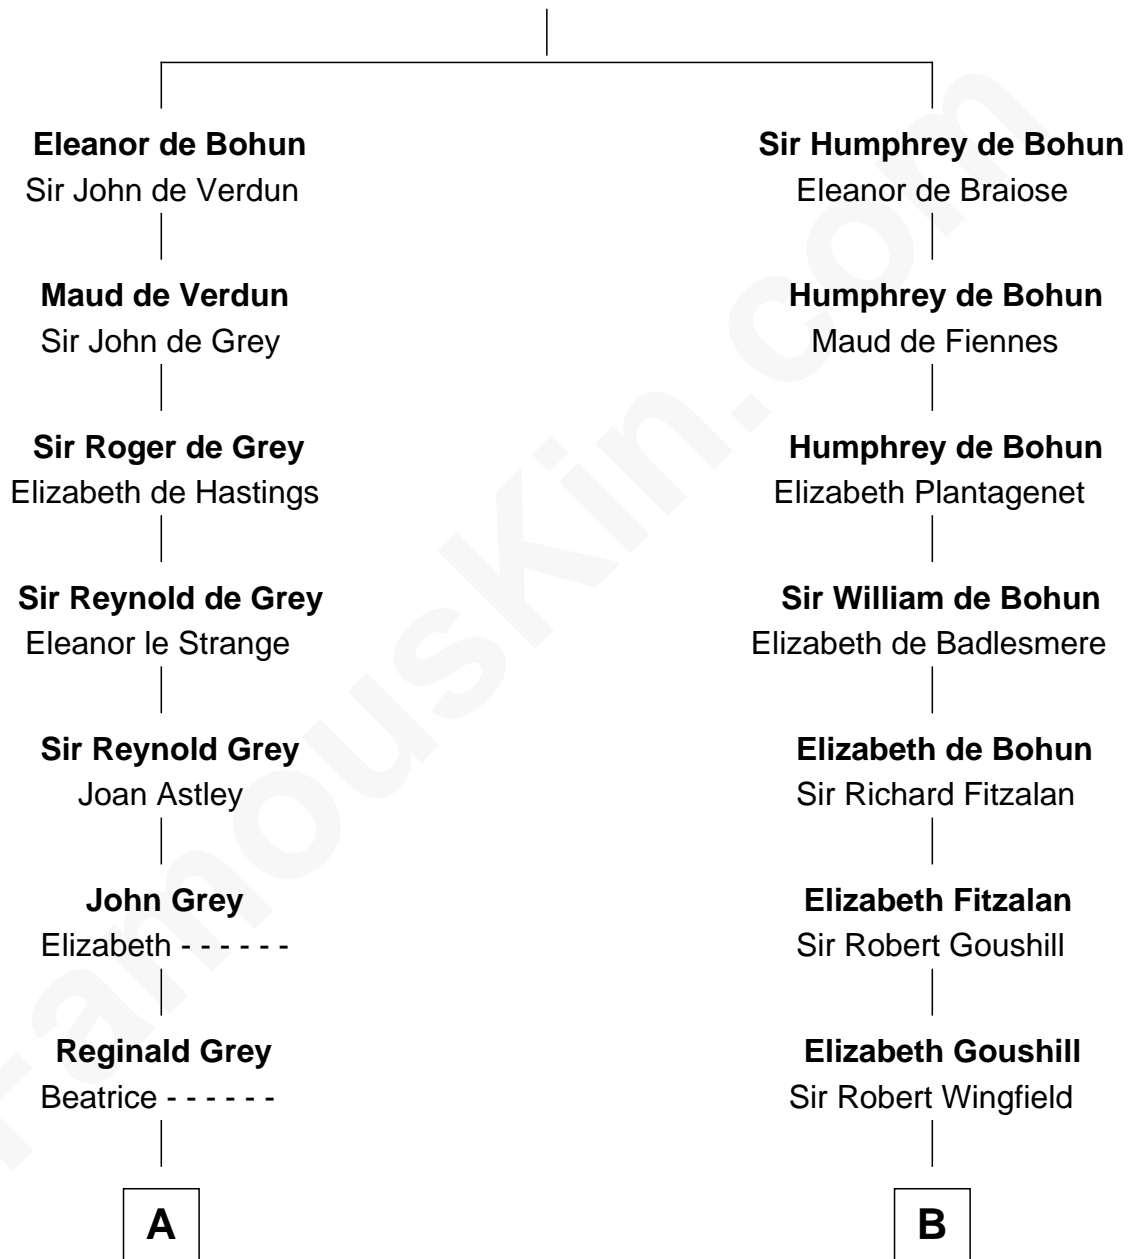 Eleanor de Bohun
Sir John de Verdun
Maud de Verdun
Sir John de Grey
Sir Roger de Grey
Elizabeth de Hastings
Sir Reynold de Grey
Eleanor le Strange
Sir Reynold Grey
Joan Astley
John Grey
Elizabeth - - - - - -
Reginald Grey
Beatrice - - - - - -
A
Sir Humphrey de Bohun
Eleanor de Braiose
Humphrey de Bohun
Maud de Fiennes
Humphrey de Bohun
Elizabeth Plantagenet
Sir William de Bohun
Elizabeth de Badlesmere
Elizabeth de Bohun
Sir Richard Fitzalan
Elizabeth Fitzalan
Sir Robert Goushill
Elizabeth Goushill
Sir Robert Wingfield
B
FamousKin.com